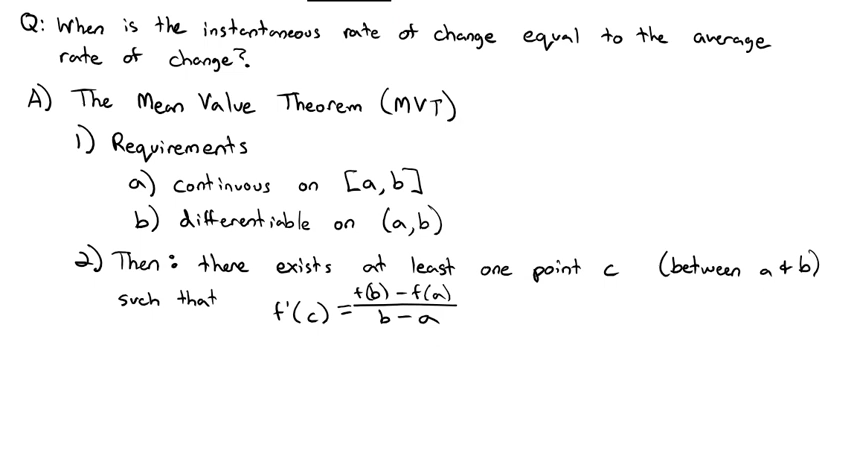 Q: When is the instantaneous rate of change equal to the average
rate of change?
A) The Mean Value Theorem (MVT)
1) Requirements
a) continuous on [a,b]
b) differentiable on (a,b)
2) Then: there exists at least one point c (between a & b)
such that f'(c) = f(b) - f(a) / b - a